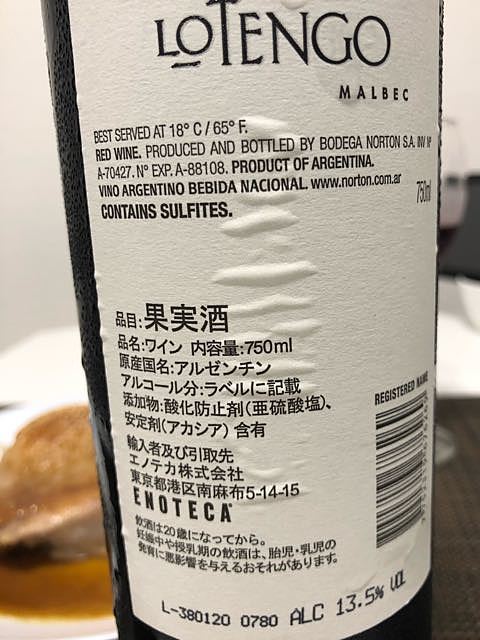 LO TENGO
MALBEC
BEST SERVED AT 18° C / 65° F.
RED WINE. PRODUCED AND BOTTLED BY BODEGA NORTON S.A. INV Nº
A-70427. Nº EXP. A-88108. PRODUCT OF ARGENTINA.
VINO ARGENTINO BEBIDA NACIONAL. www.norton.com.ar
750ml
CONTAINS SULFITES.
品目:果実酒
品名:ワイン 内容量:750ml
原産国名:アルゼンチン
アルコール分:ラベルに記載
添加物:酸化防止剤(亜硫酸塩)、
安定剤(アカシア) 含有
REGISTERED NAME
輸入者及び引取先
エノテカ株式会社
東京都港区南麻布5-14-15
ENOTECA
飲酒は20歳になってから。
妊娠中や授乳期の飲酒は、胎児・乳児の
発育に悪影響を与えるおそれがあります。
L-380120 0780 ALC 13.5% VOL